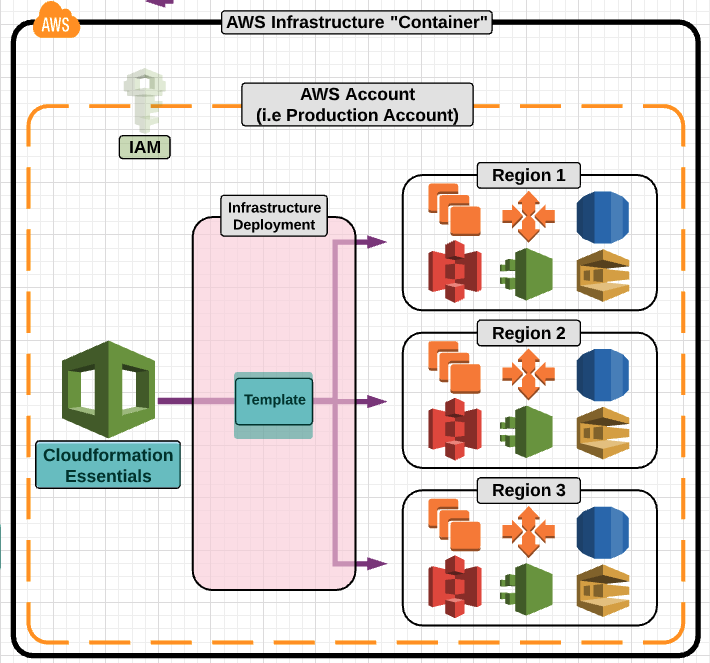 AWS
AWS Infrastructure "Container"
AWS Account
(i.e Production Account)
IAM
Infrastructure
Deployment
Template
Cloudformation
Essentials
Region 1
Region 2
Region 3